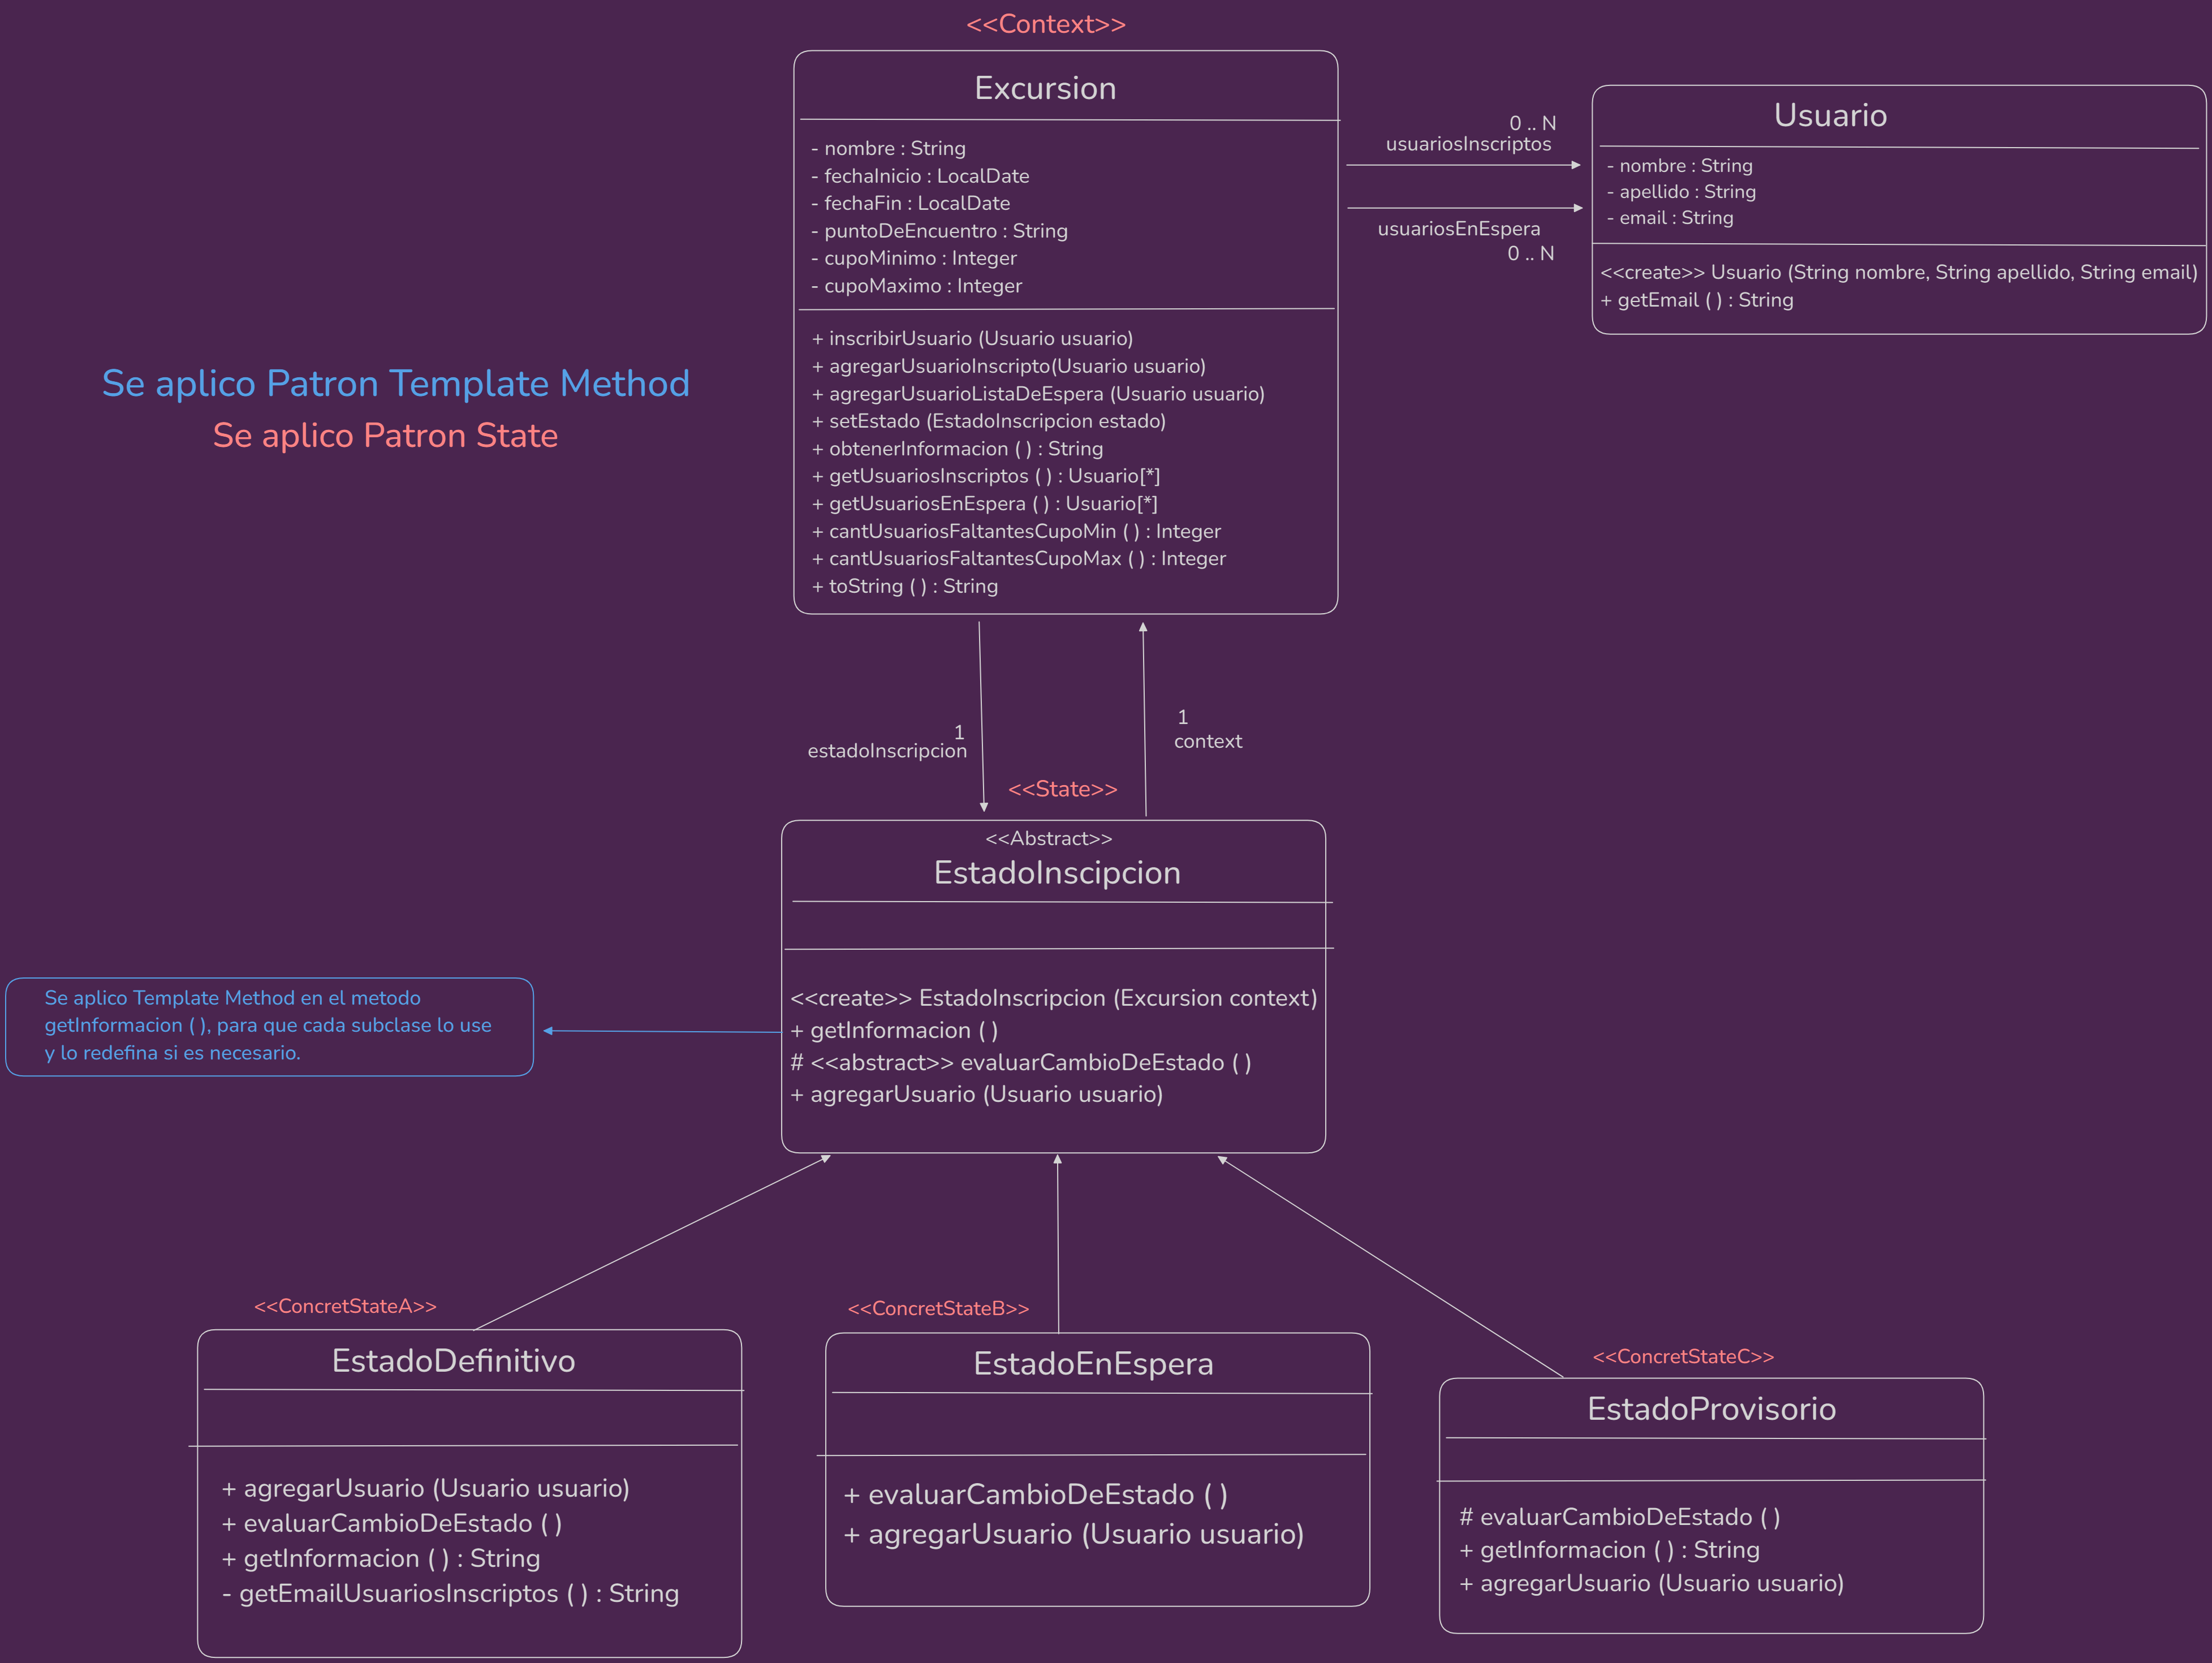 <<Context>>
Excursion
- nombre : String
- fechaInicio : LocalDate
- fechaFin : LocalDate
- puntoDeEncuentro : String
- cupoMinimo : Integer
- cupoMaximo : Integer
+ inscribirUsuario (Usuario usuario)
+ agregarUsuarioInscripto(Usuario usuario)
+ agregarUsuarioListaDeEspera (Usuario usuario)
+ setEstado (EstadoInscripcion estado)
+ obtenerInformacion ( ) : String
+ getUsuariosInscriptos ( ) : Usuario[*]
+ getUsuariosEnEspera ( ) : Usuario[*]
+ cantUsuariosFaltantesCupoMin ( ) : Integer
+ cantUsuariosFaltantesCupoMax ( ) : Integer
+ toString ( ) : String
0 .. N
usuariosInscriptos
usuariosEnEspera
0 .. N
Usuario
- nombre : String
- apellido : String
- email : String
<<create>> Usuario (String nombre, String apellido, String email)
+ getEmail ( ) : String
Se aplico Patron Template Method
Se aplico Patron State
1
estadoInscripcion
1
context
<<State>>
<<Abstract>>
EstadoInscipcion
<<create>> EstadoInscripcion (Excursion context)
+ getInformacion ( )
# <<abstract>> evaluarCambioDeEstado ( )
+ agregarUsuario (Usuario usuario)
Se aplico Template Method en el metodo
getInformacion ( ), para que cada subclase lo use
y lo redefina si es necesario.
<<ConcretStateA>>
EstadoDefinitivo
+ agregarUsuario (Usuario usuario)
+ evaluarCambioDeEstado ( )
+ getInformacion ( ) : String
- getEmailUsuariosInscriptos ( ) : String
<<ConcretStateB>>
EstadoEnEspera
+ evaluarCambioDeEstado ( )
+ agregarUsuario (Usuario usuario)
<<ConcretStateC>>
EstadoProvisorio
# evaluarCambioDeEstado ( )
+ getInformacion ( ) : String
+ agregarUsuario (Usuario usuario)